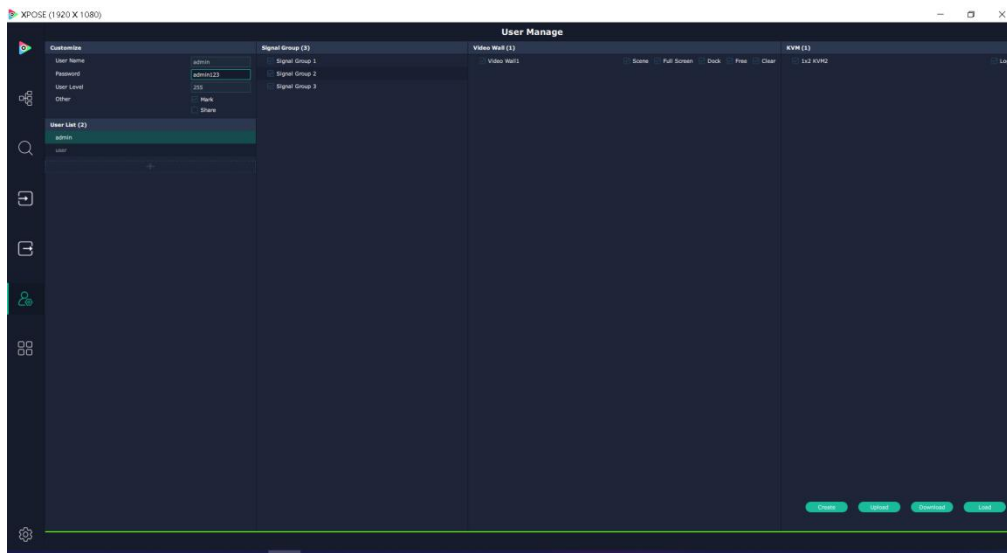 XPOSE (1920 X 1080)
User Manage
Customize
User Name admin
Password admin123
User Level 255
Other Mark
Share
User List (2)
admin
user
Signal Group (3)
Signal Group 1
Signal Group 2
Signal Group 3
Video Wall (1)
Video Wall1 Scene Full Screen Dock Free Clear
KVM (1)
1x2 KVM2
Create Upload Download Load